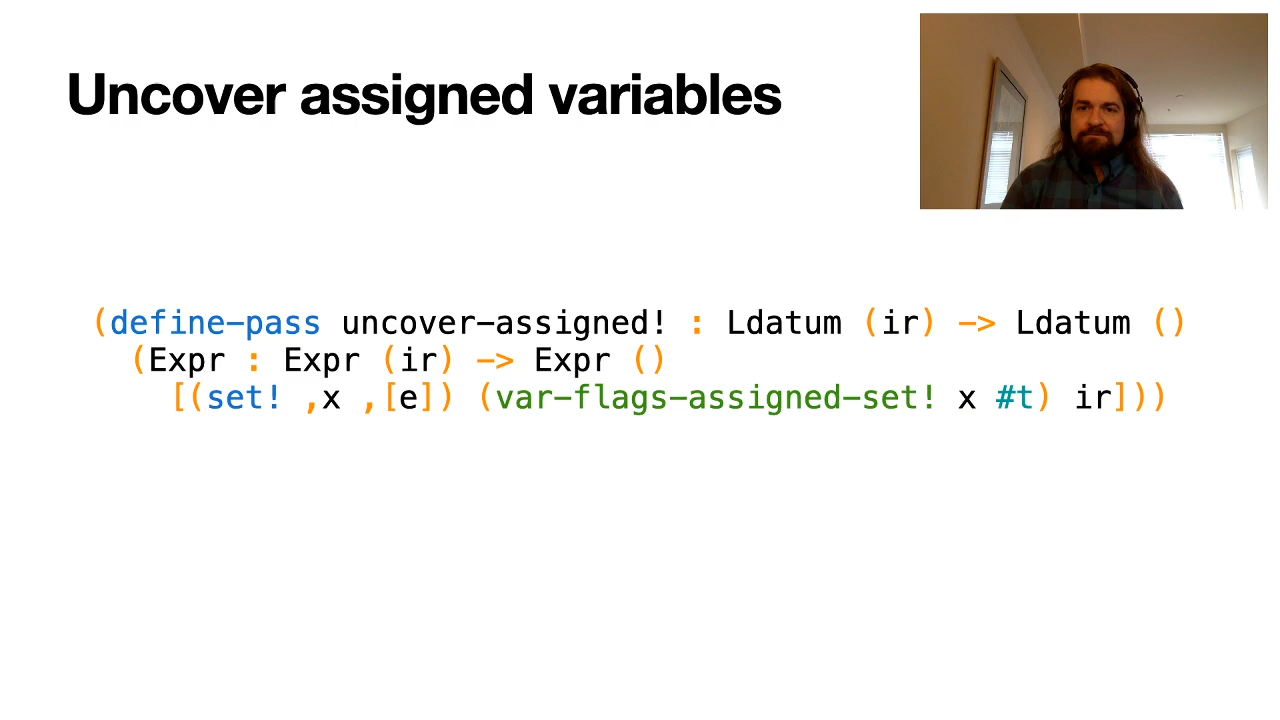 Uncover assigned variables
(define-pass uncover-assigned! : Ldatum (ir) -> Ldatum ()
(Expr : Expr (ir) -> Expr ()
[(set! ,x ,[e]) (var-flags-assigned-set! x #t) ir]))